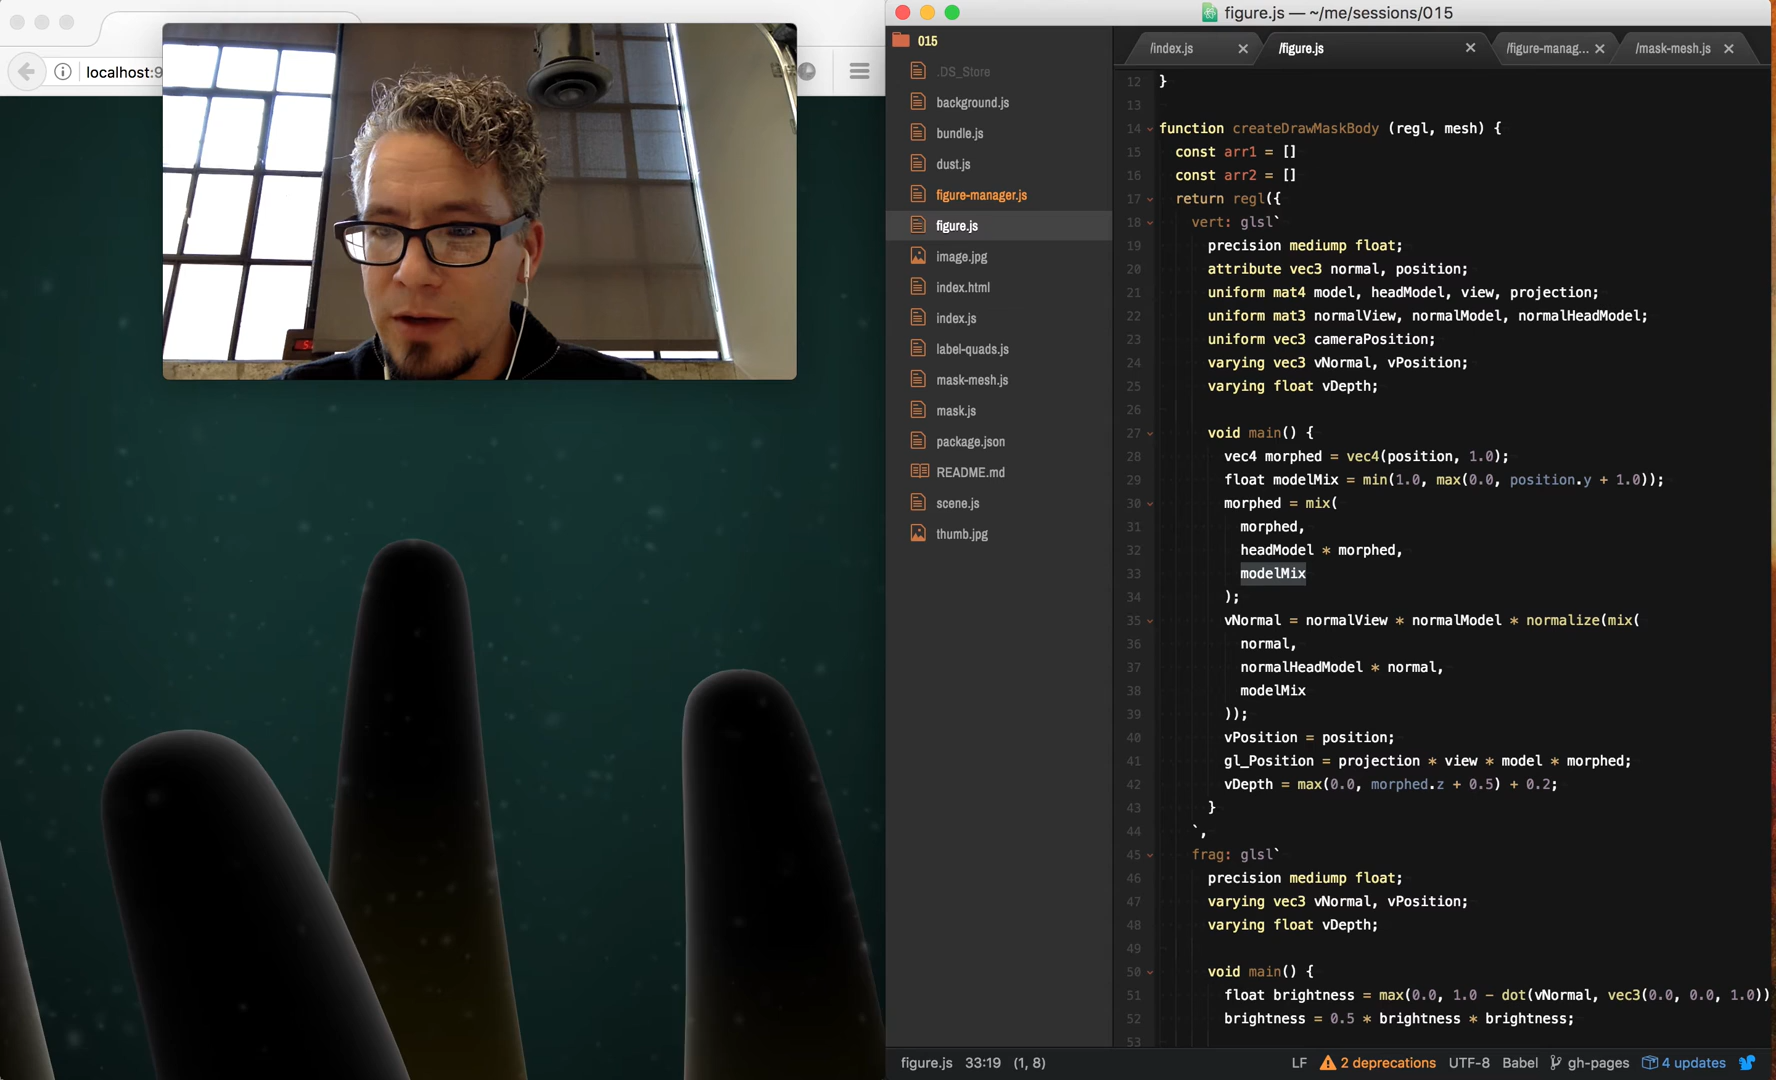 localhost:9
figure.js — ~/me/sessions/015
015
.DS_Store
background.js
bundle.js
dust.js
figure-manager.js
figure.js
image.jpg
index.html
index.js
label-quads.js
mask-mesh.js
mask.js
package.json
README.md
scene.js
thumb.jpg
/index.js
/figure.js
/figure-manag...
/mask-mesh.js
12 }
13
14 function createDrawMaskBody (regl, mesh) {
15 const arr1 = []
16 const arr2 = []
17 return regl({
18 vert: glsl`
19 precision mediump float;
20 attribute vec3 normal, position;
21 uniform mat4 model, headModel, view, projection;
22 uniform mat3 normalView, normalModel, normalHeadModel;
23 uniform vec3 cameraPosition;
24 varying vec3 vNormal, vPosition;
25 varying float vDepth;
26
27 void main() {
28 vec4 morphed = vec4(position, 1.0);
29 float modelMix = min(1.0, max(0.0, position.y + 1.0));
30 morphed = mix(
31 morphed,
32 headModel * morphed,
33 modelMix
34 );
35 vNormal = normalView * normalModel * normalize(mix(
36 normal,
37 normalHeadModel * normal,
38 modelMix
39 ));
40 vPosition = position;
41 gl_Position = projection * view * model * morphed;
42 vDepth = max(0.0, morphed.z + 0.5) + 0.2;
43 }
44 `,
45 frag: glsl`
46 precision mediump float;
47 varying vec3 vNormal, vPosition;
48 varying float vDepth;
49
50 void main() {
51 float brightness = max(0.0, 1.0 - dot(vNormal, vec3(0.0, 0.0, 1.0))
52 brightness = 0.5 * brightness * brightness;
53
figure.js 33:19 (1, 8)
LF 2 deprecations UTF-8 Babel gh-pages 4 updates